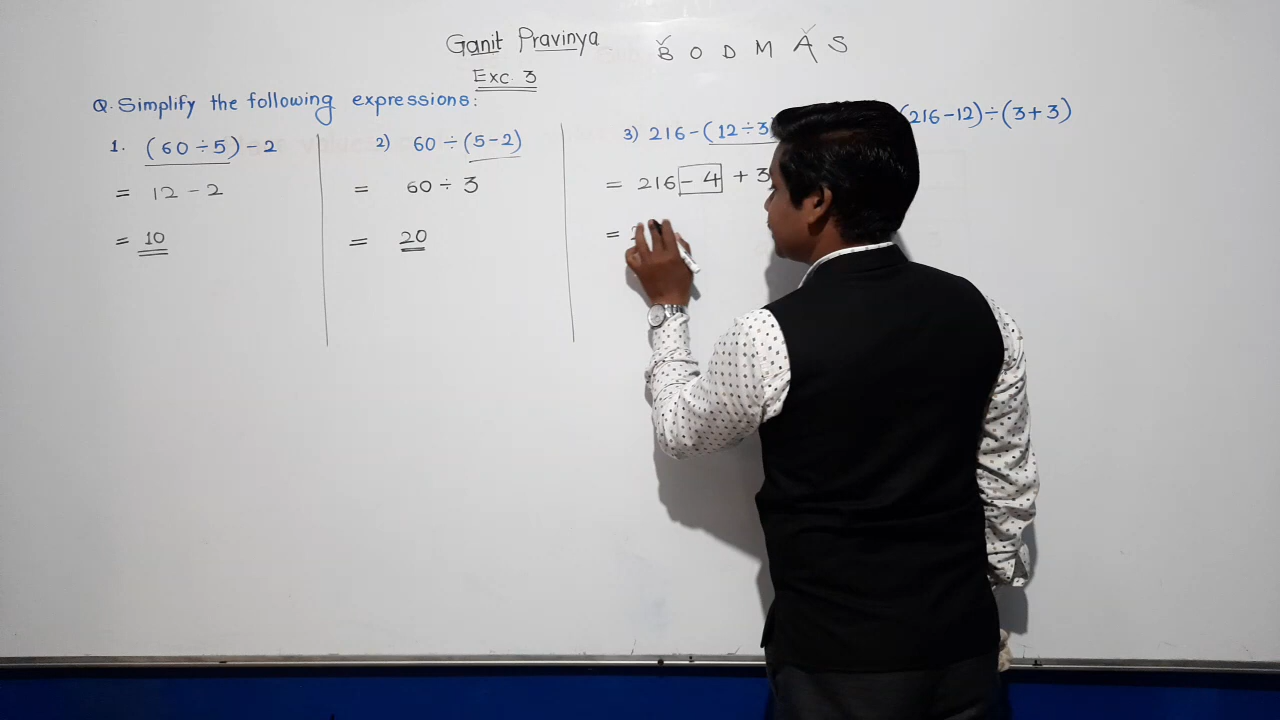 Ganit Pravinya
B O D M A S
Exc. 3
Q. Simplify the following expressions:
1. (60 ÷ 5) - 2
= 12 - 2
= 10
2) 60 ÷ (5 - 2)
= 60 ÷ 3
= 20
3) 216 - (12 ÷ 3
= 216 - 4 + 3
=
(216 - 12) ÷ (3 + 3)